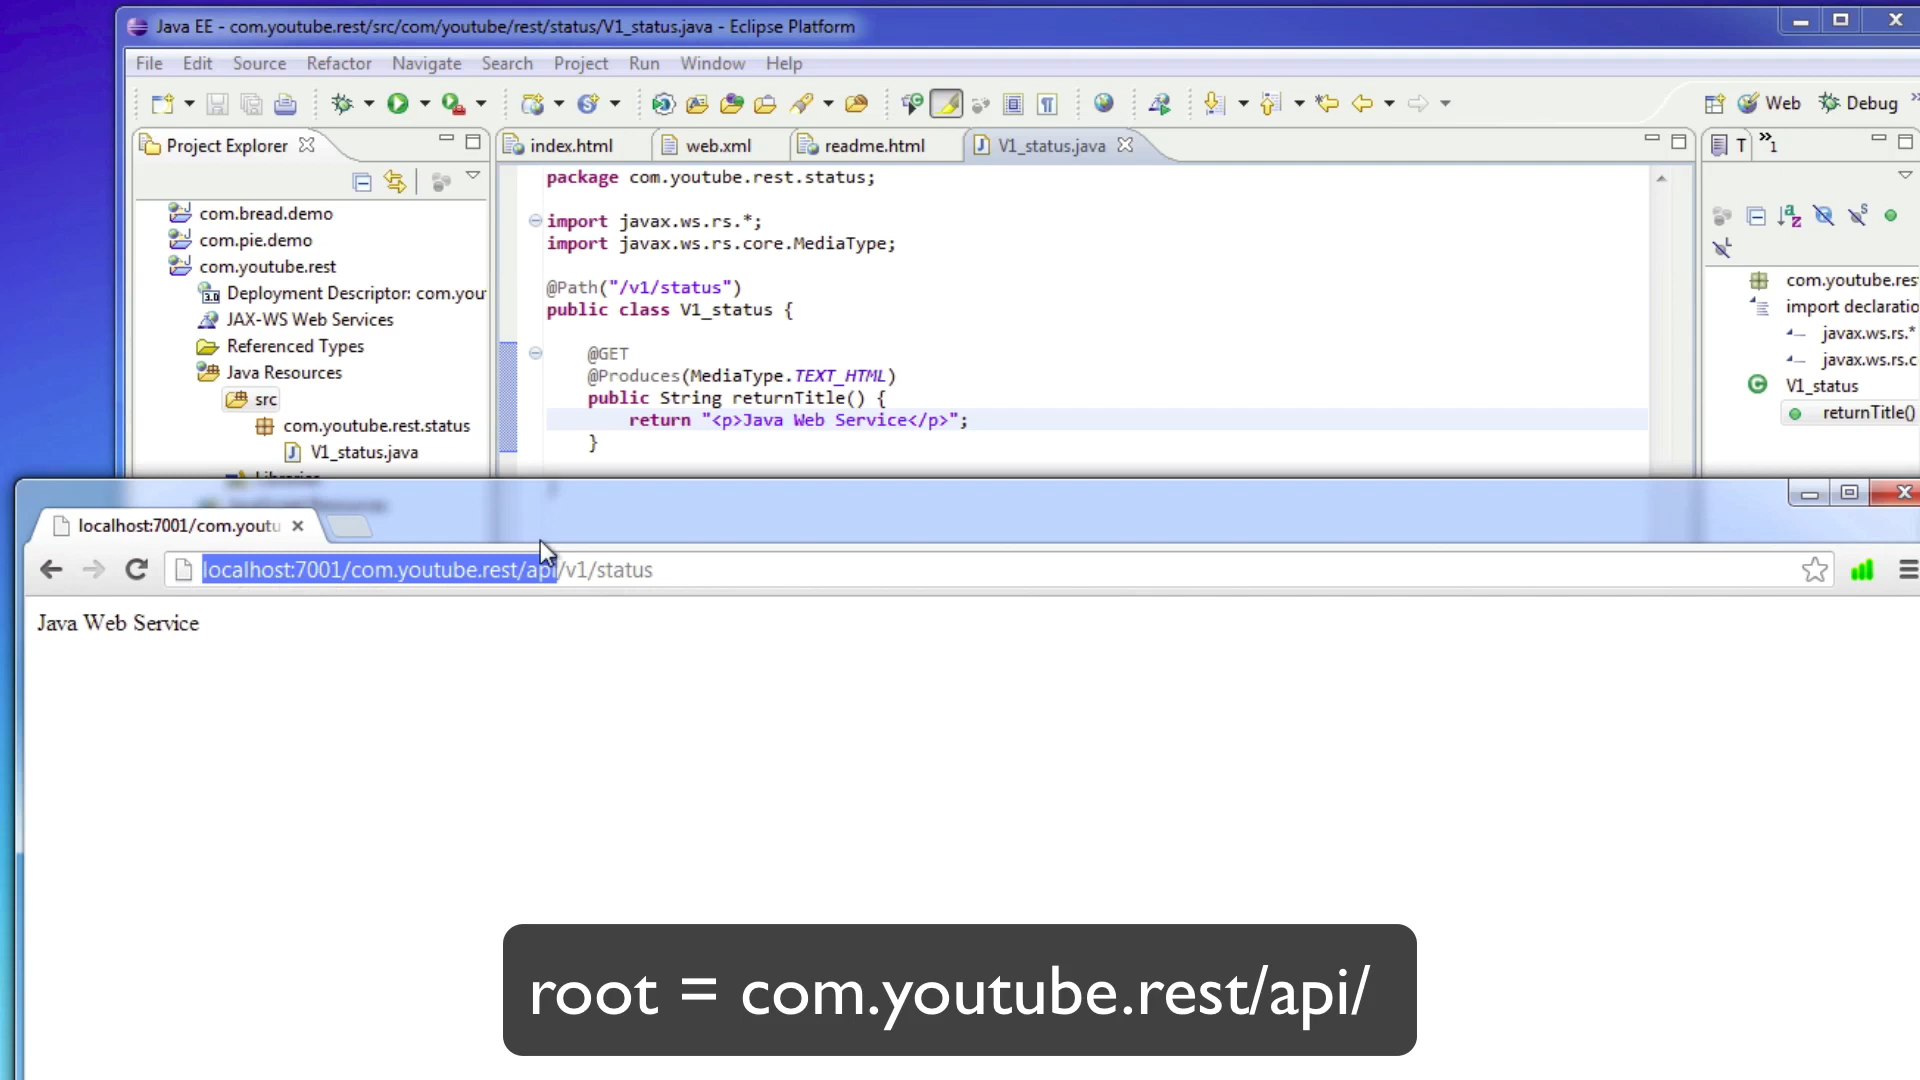 Java EE - com.youtube.rest/src/com/youtube/rest/status/V1_status.java - Eclipse Platform
File Edit Source Refactor Navigate Search Project Run Window Help
Web Debug
Project Explorer
index.html web.xml readme.html V1_status.java
T 1
com.bread.demo
com.pie.demo
com.youtube.rest
Deployment Descriptor: com.you
JAX-WS Web Services
Referenced Types
Java Resources
src
com.youtube.rest.status
V1_status.java
Libraries
package com.youtube.rest.status;
import javax.ws.rs.*;
import javax.ws.rs.core.MediaType;
@Path("/v1/status")
public class V1_status {
@GET
@Produces(MediaType.TEXT_HTML)
public String returnTitle() {
return "<p>Java Web Service</p>";
}
com.youtube.res
import declaratio
javax.ws.rs.*
javax.ws.rs.c
V1_status
returnTitle()
localhost:7001/com.youtu
localhost:7001/com.youtube.rest/api/v1/status
Java Web Service
root = com.youtube.rest/api/